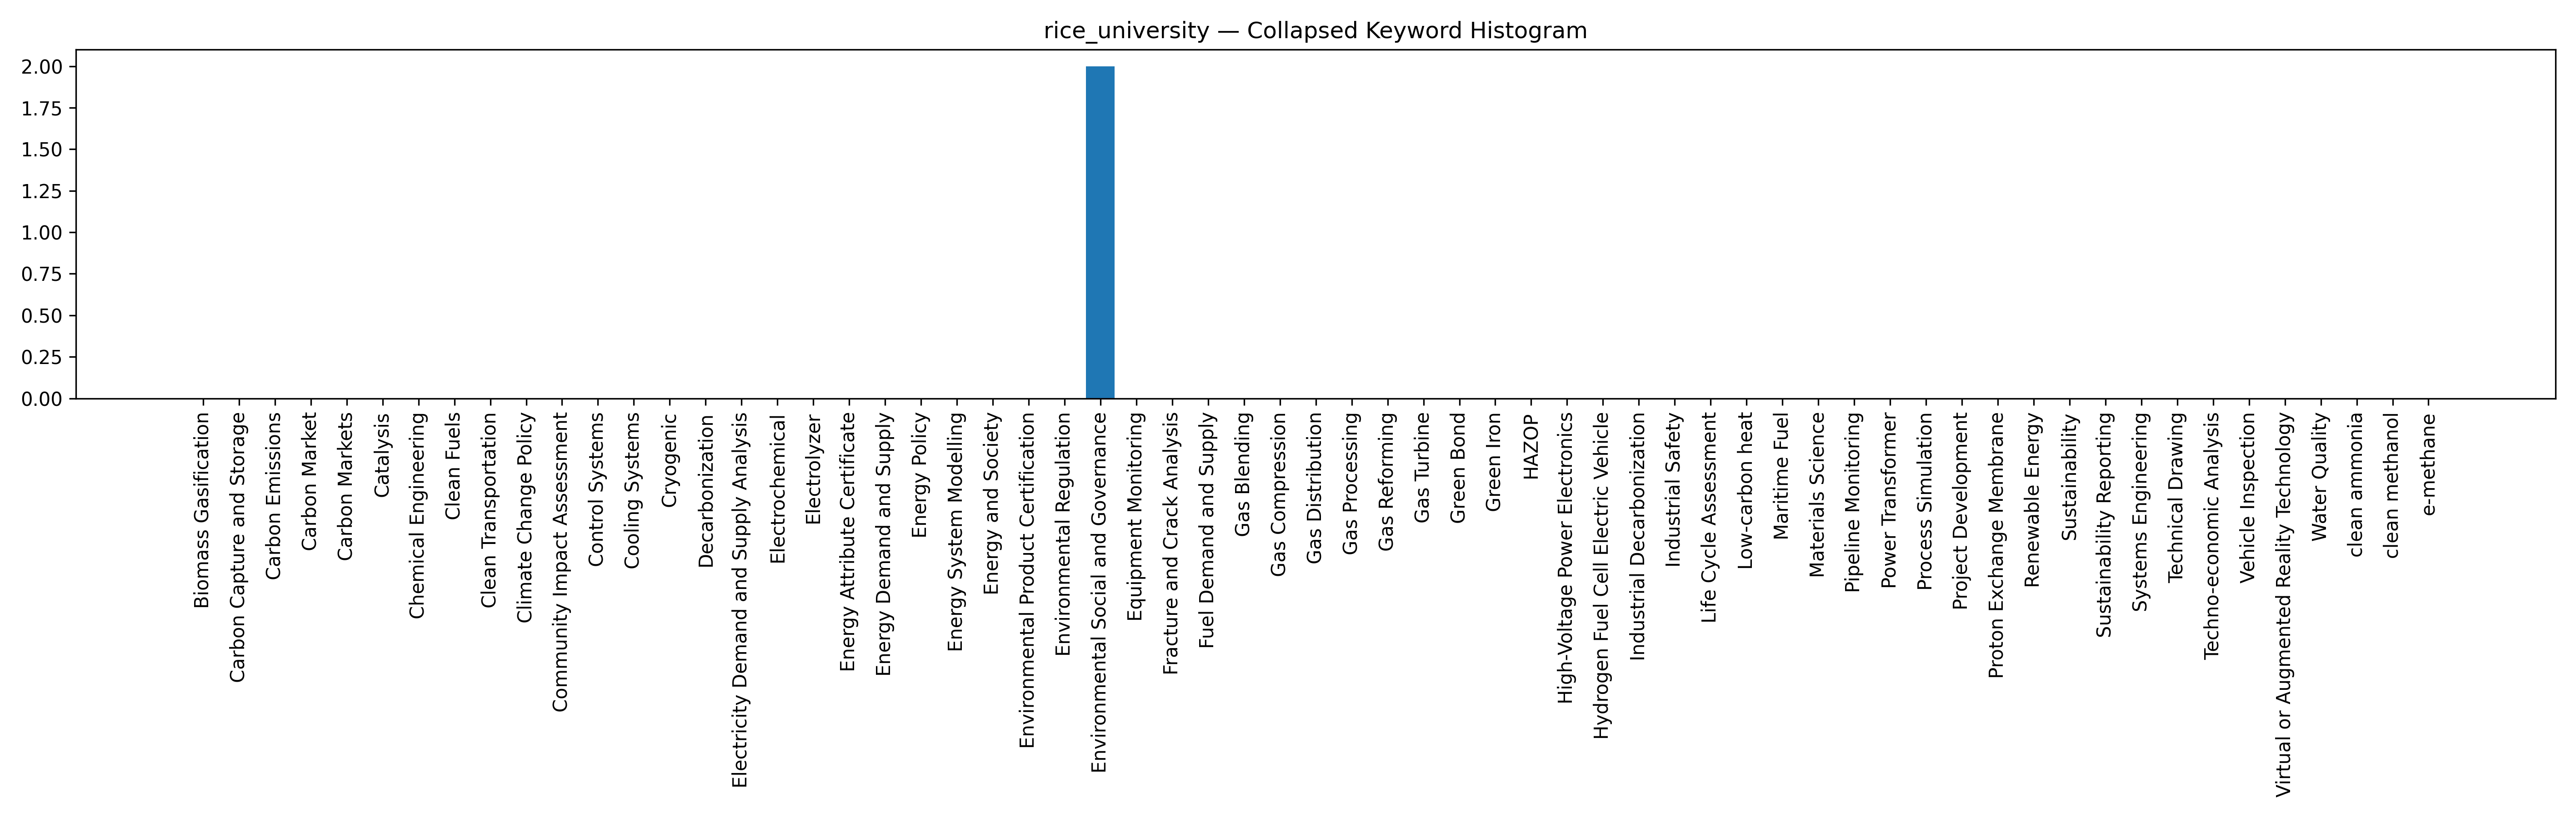 rice_university — Collapsed Keyword Histogram
2.00
1.75
1.50
1.25
1.00
0.75
0.50
0.25
0.00
Biomass Gasification
Carbon Capture and Storage
Carbon Emissions
Carbon Market
Carbon Markets
Catalysis
Chemical Engineering
Clean Fuels
Clean Transportation
Climate Change Policy
Community Impact Assessment
Control Systems
Cooling Systems
Cryogenic
Decarbonization
Electricity Demand and Supply Analysis
Electrochemical
Electrolyzer
Energy Attribute Certificate
Energy Demand and Supply
Energy Policy
Energy System Modelling
Energy and Society
Environmental Product Certification
Environmental Regulation
Environmental Social and Governance
Equipment Monitoring
Fracture and Crack Analysis
Fuel Demand and Supply
Gas Blending
Gas Compression
Gas Distribution
Gas Processing
Gas Reforming
Gas Turbine
Green Bond
Green Iron
HAZOP
High-Voltage Power Electronics
Hydrogen Fuel Cell Electric Vehicle
Industrial Decarbonization
Industrial Safety
Life Cycle Assessment
Low-carbon heat
Maritime Fuel
Materials Science
Pipeline Monitoring
Power Transformer
Process Simulation
Project Development
Proton Exchange Membrane
Renewable Energy
Sustainability
Sustainability Reporting
Systems Engineering
Technical Drawing
Techno-economic Analysis
Vehicle Inspection
Virtual or Augmented Reality Technology
Water Quality
clean ammonia
clean methanol
e-methane